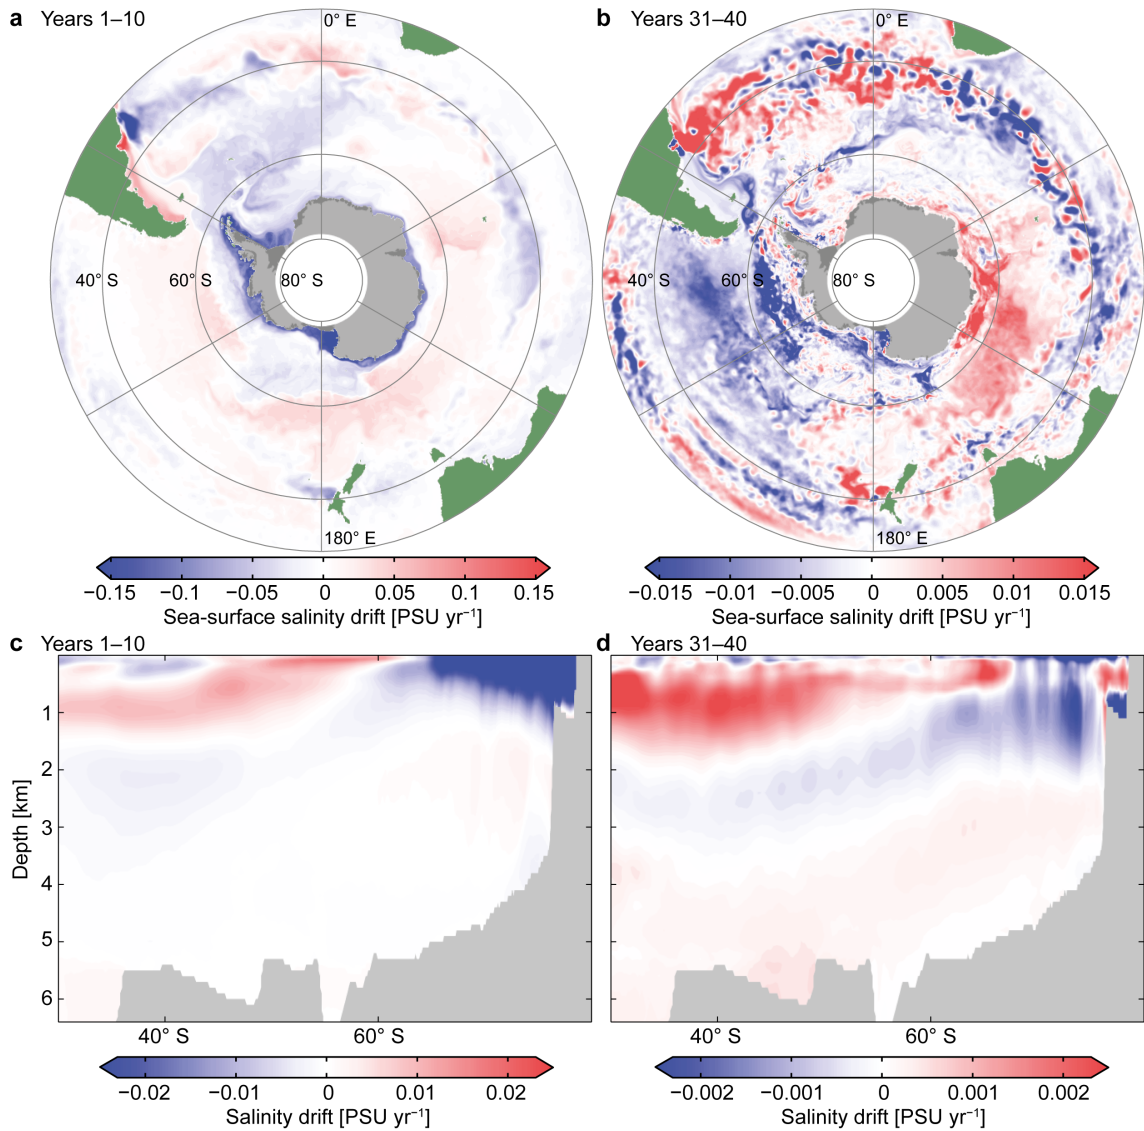 a Years 1–10
b Years 31–40
0° E
0° E
40° S
60° S
80° S
40° S
60° S
80° S
180° E
180° E
−0.15 −0.1 −0.05 0 0.05 0.1 0.15
−0.015 −0.01 −0.005 0 0.005 0.01 0.015
Sea-surface salinity drift [PSU yr⁻¹]
Sea-surface salinity drift [PSU yr⁻¹]
c Years 1–10
d Years 31–40
1
2
3
4
5
6
Depth [km]
40° S 60° S
40° S 60° S
−0.02 −0.01 0 0.01 0.02
−0.002 −0.001 0 0.001 0.002
Salinity drift [PSU yr⁻¹]
Salinity drift [PSU yr⁻¹]